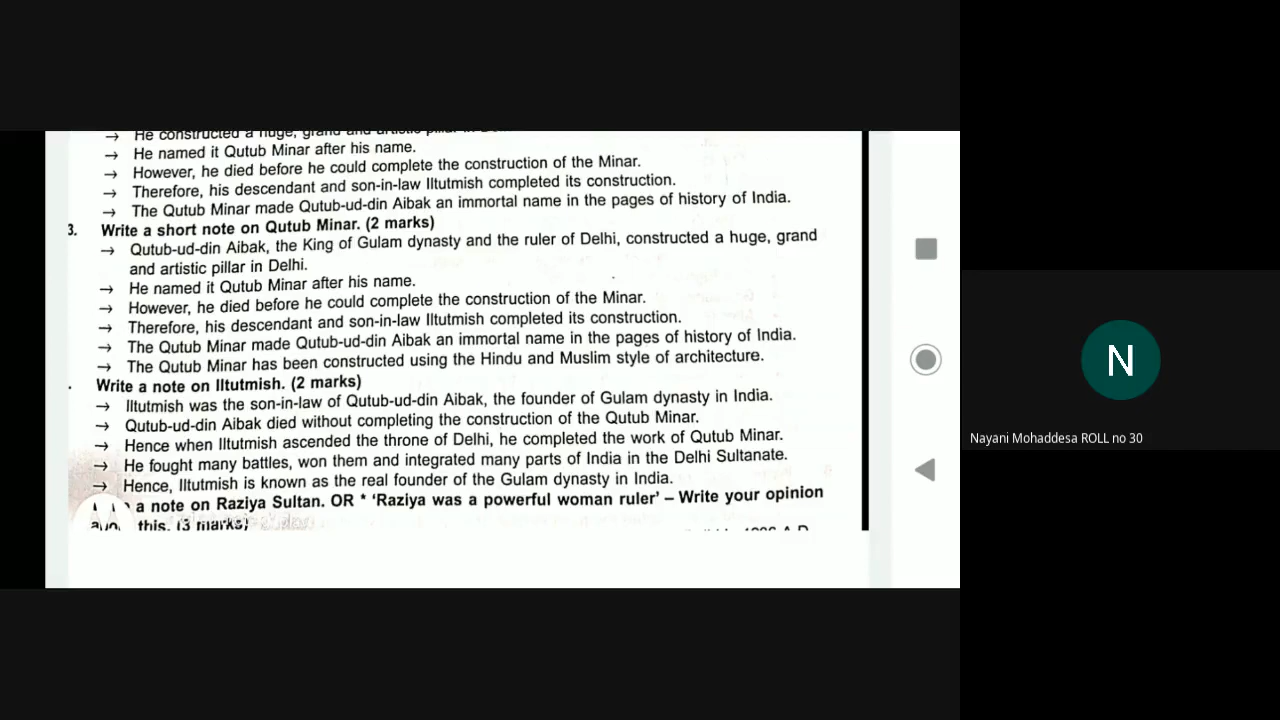 → He constructed a huge, grand and artistic pillar in
→ He named it Qutub Minar after his name.
→ However, he died before he could complete the construction of the Minar.
→ Therefore, his descendant and son-in-law Iltutmish completed its construction.
→ The Qutub Minar made Qutub-ud-din Aibak an immortal name in the pages of history of India.
3. Write a short note on Qutub Minar. (2 marks)
→ Qutub-ud-din Aibak, the King of Gulam dynasty and the ruler of Delhi, constructed a huge, grand
and artistic pillar in Delhi.
→ He named it Qutub Minar after his name.
→ However, he died before he could complete the construction of the Minar.
→ Therefore, his descendant and son-in-law Iltutmish completed its construction.
→ The Qutub Minar made Qutub-ud-din Aibak an immortal name in the pages of history of India.
→ The Qutub Minar has been constructed using the Hindu and Muslim style of architecture.
Write a note on Iltutmish. (2 marks)
→ Iltutmish was the son-in-law of Qutub-ud-din Aibak, the founder of Gulam dynasty in India.
→ Qutub-ud-din Aibak died without completing the construction of the Qutub Minar.
→ Hence when Iltutmish ascended the throne of Delhi, he completed the work of Qutub Minar.
→ He fought many battles, won them and integrated many parts of India in the Delhi Sultanate.
→ Hence, Iltutmish is known as the real founder of the Gulam dynasty in India.
a note on Raziya Sultan. OR * 'Raziya was a powerful woman ruler' – Write your opinion
this. (3 marks)
N
Nayani Mohaddesa ROLL no 30